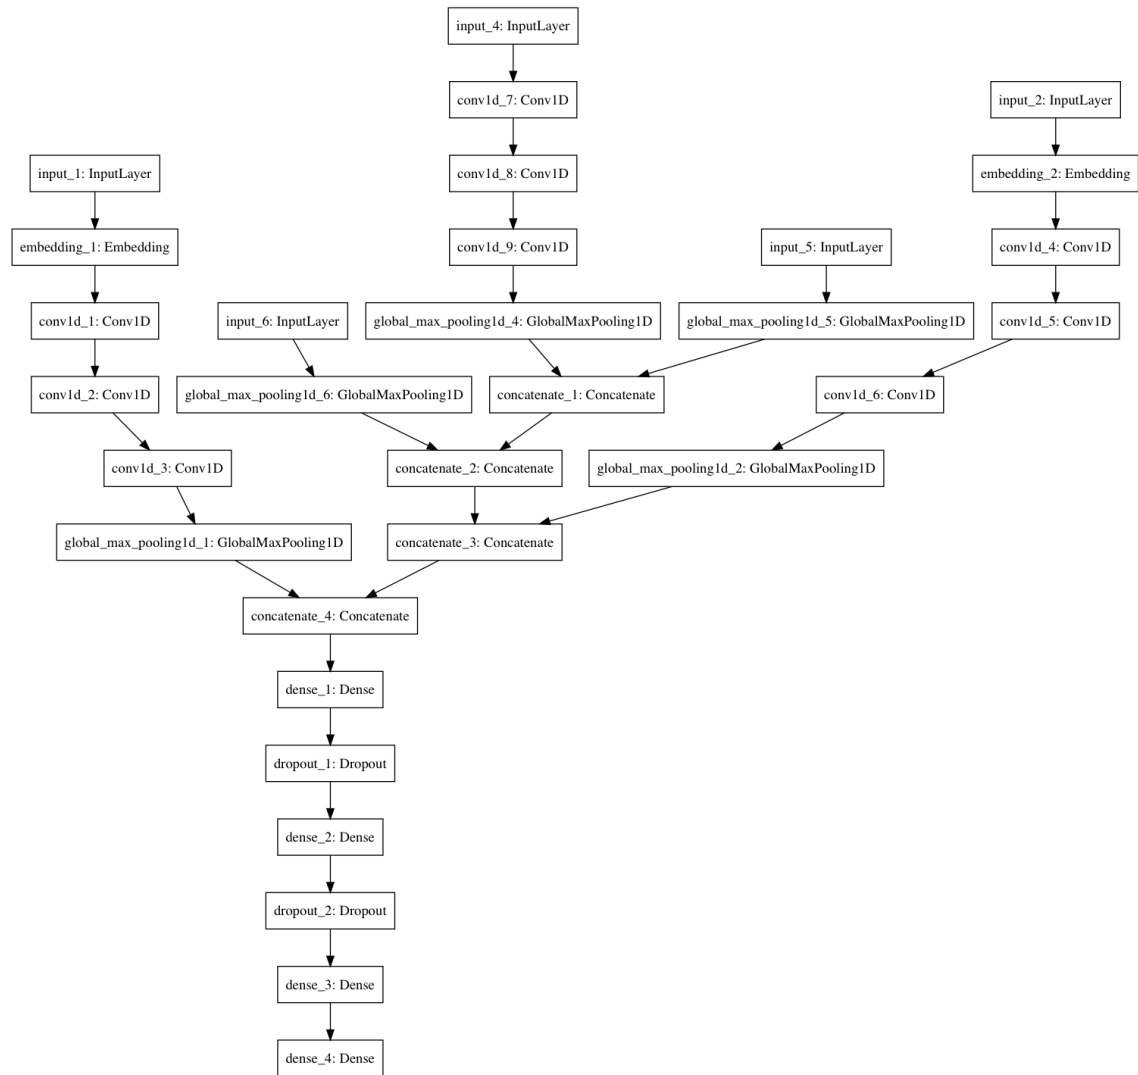 input_4: InputLayer
conv1d_7: Conv1D
input_2: InputLayer
input_1: InputLayer
conv1d_8: Conv1D
embedding_2: Embedding
embedding_1: Embedding
conv1d_9: Conv1D
input_5: InputLayer
conv1d_4: Conv1D
conv1d_1: Conv1D
input_6: InputLayer
global_max_pooling1d_4: GlobalMaxPooling1D
global_max_pooling1d_5: GlobalMaxPooling1D
conv1d_5: Conv1D
conv1d_2: Conv1D
global_max_pooling1d_6: GlobalMaxPooling1D
concatenate_1: Concatenate
conv1d_6: Conv1D
conv1d_3: Conv1D
concatenate_2: Concatenate
global_max_pooling1d_2: GlobalMaxPooling1D
global_max_pooling1d_1: GlobalMaxPooling1D
concatenate_3: Concatenate
concatenate_4: Concatenate
dense_1: Dense
dropout_1: Dropout
dense_2: Dense
dropout_2: Dropout
dense_3: Dense
dense_4: Dense